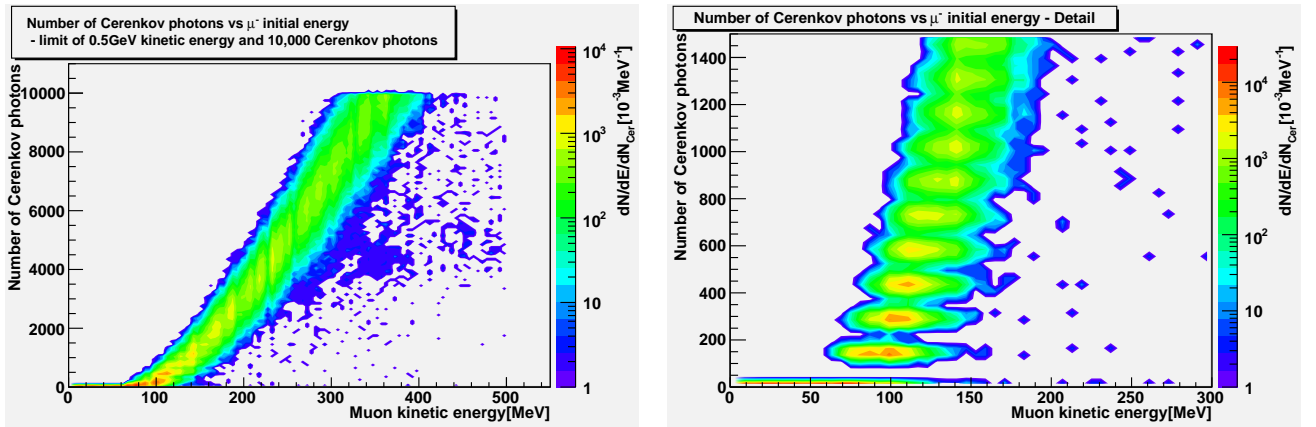 Number of Cerenkov photons vs μ⁻ initial energy
- limit of 0.5GeV kinetic energy and 10,000 Cerenkov photons
Number of Cerenkov photons
10000
8000
6000
4000
2000
0
0 100 200 300 400 500
Muon kinetic energy[MeV]
10⁴
10³
10²
10
1
dN/dE/dN_Cer[10⁻³MeV⁻¹]
Number of Cerenkov photons vs μ⁻ initial energy - Detail
Number of Cerenkov photons
1400
1200
1000
800
600
400
200
0
0 50 100 150 200 250 300
Muon kinetic energy[MeV]
10⁴
10³
10²
10
1
dN/dE/dN_Cer[10⁻³MeV⁻¹]